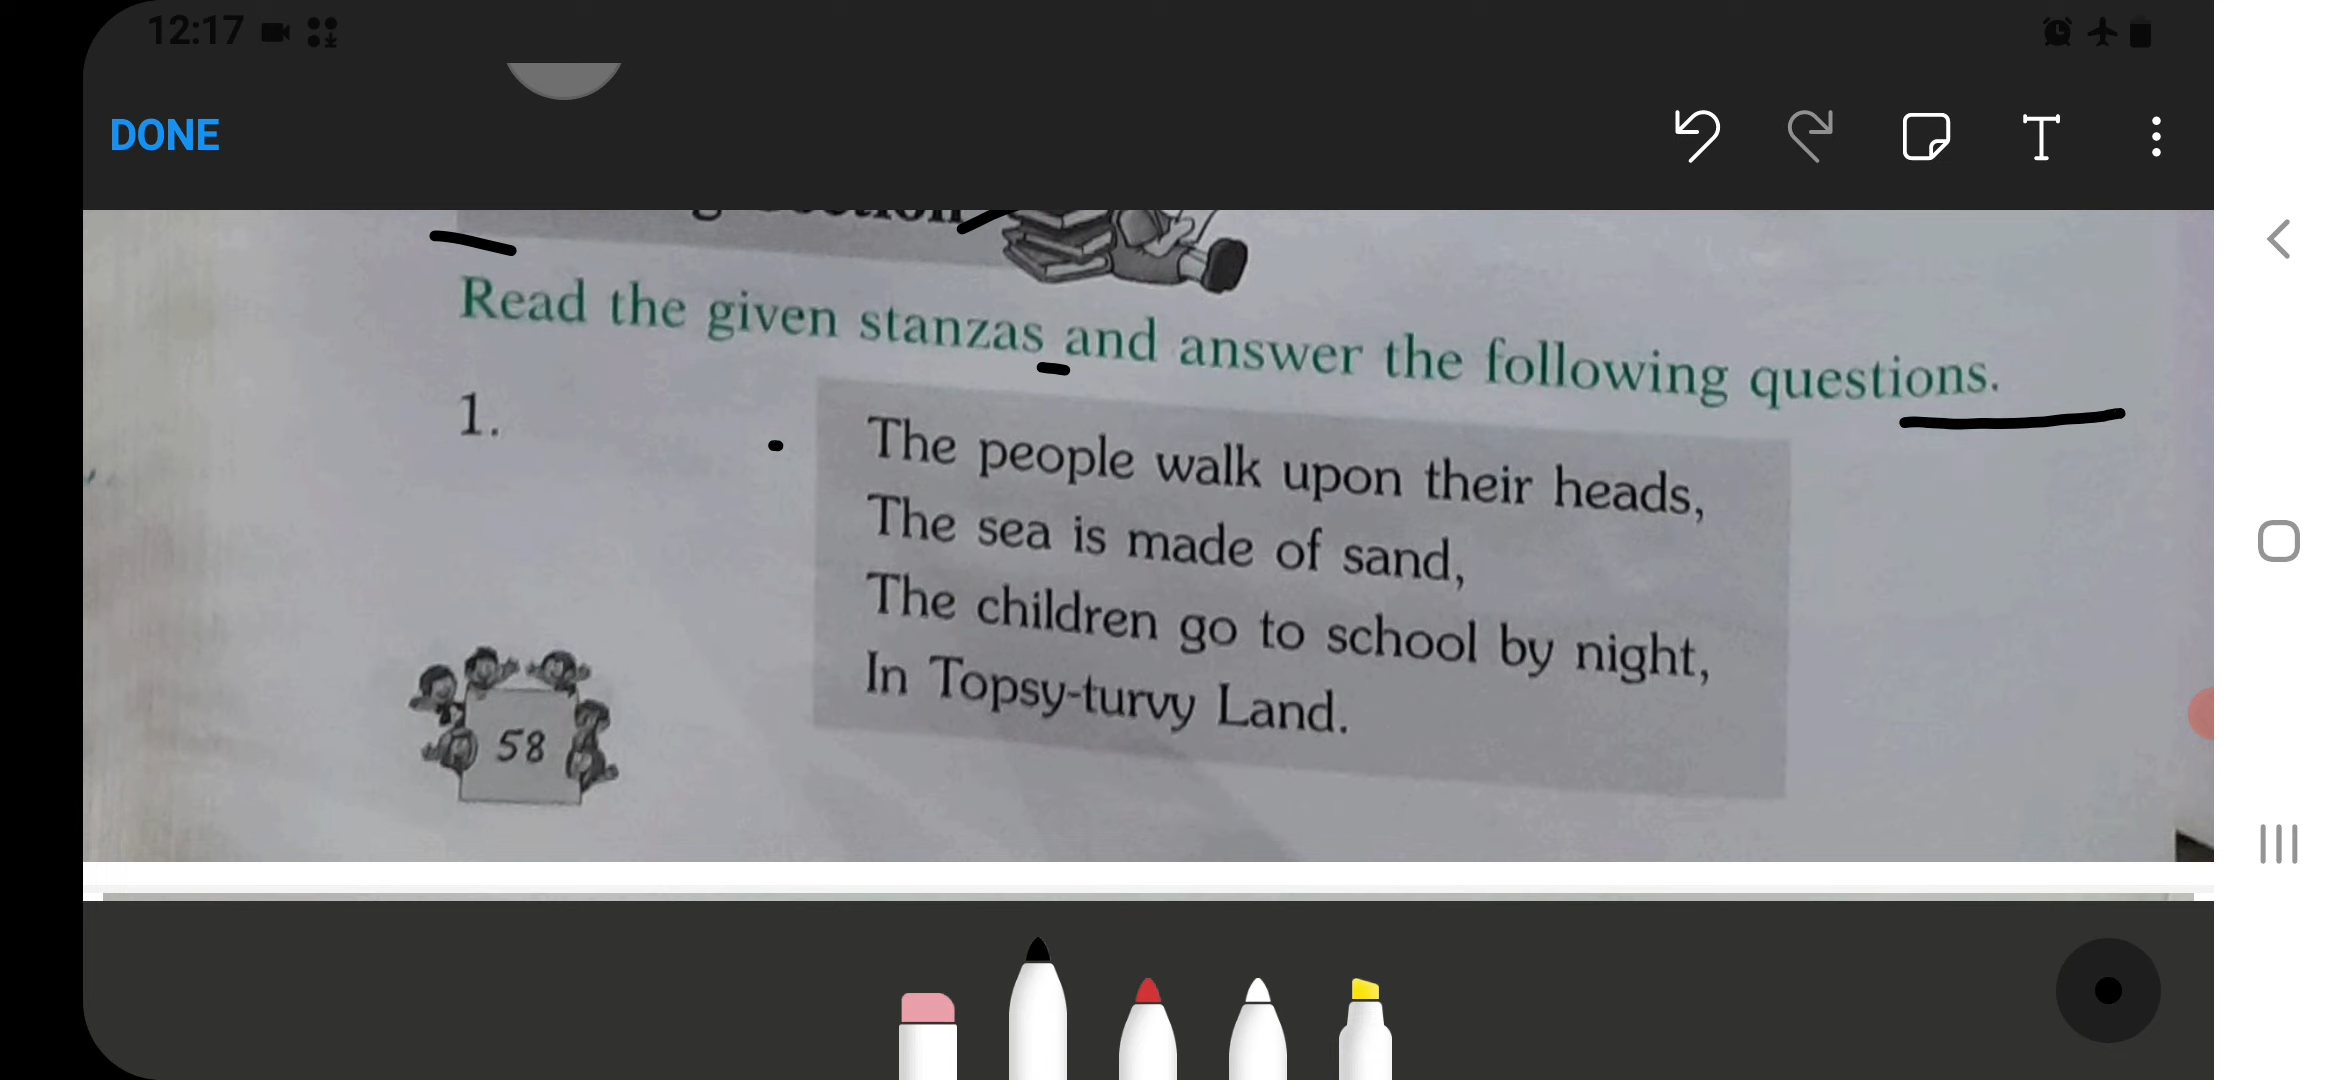 12:17
DONE
T
Read the given stanzas and answer the following questions.
1.
The people walk upon their heads,
The sea is made of sand,
The children go to school by night,
In Topsy-turvy Land.
58